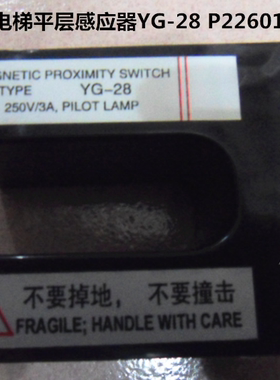 电梯平层感应器YG-28 P22601
GNETIC PROXIMITY SWITCH
TYPE YG-28
250V/3A, PILOT LAMP
不要掉地，不要撞击
FRAGILE; HANDLE WITH CARE